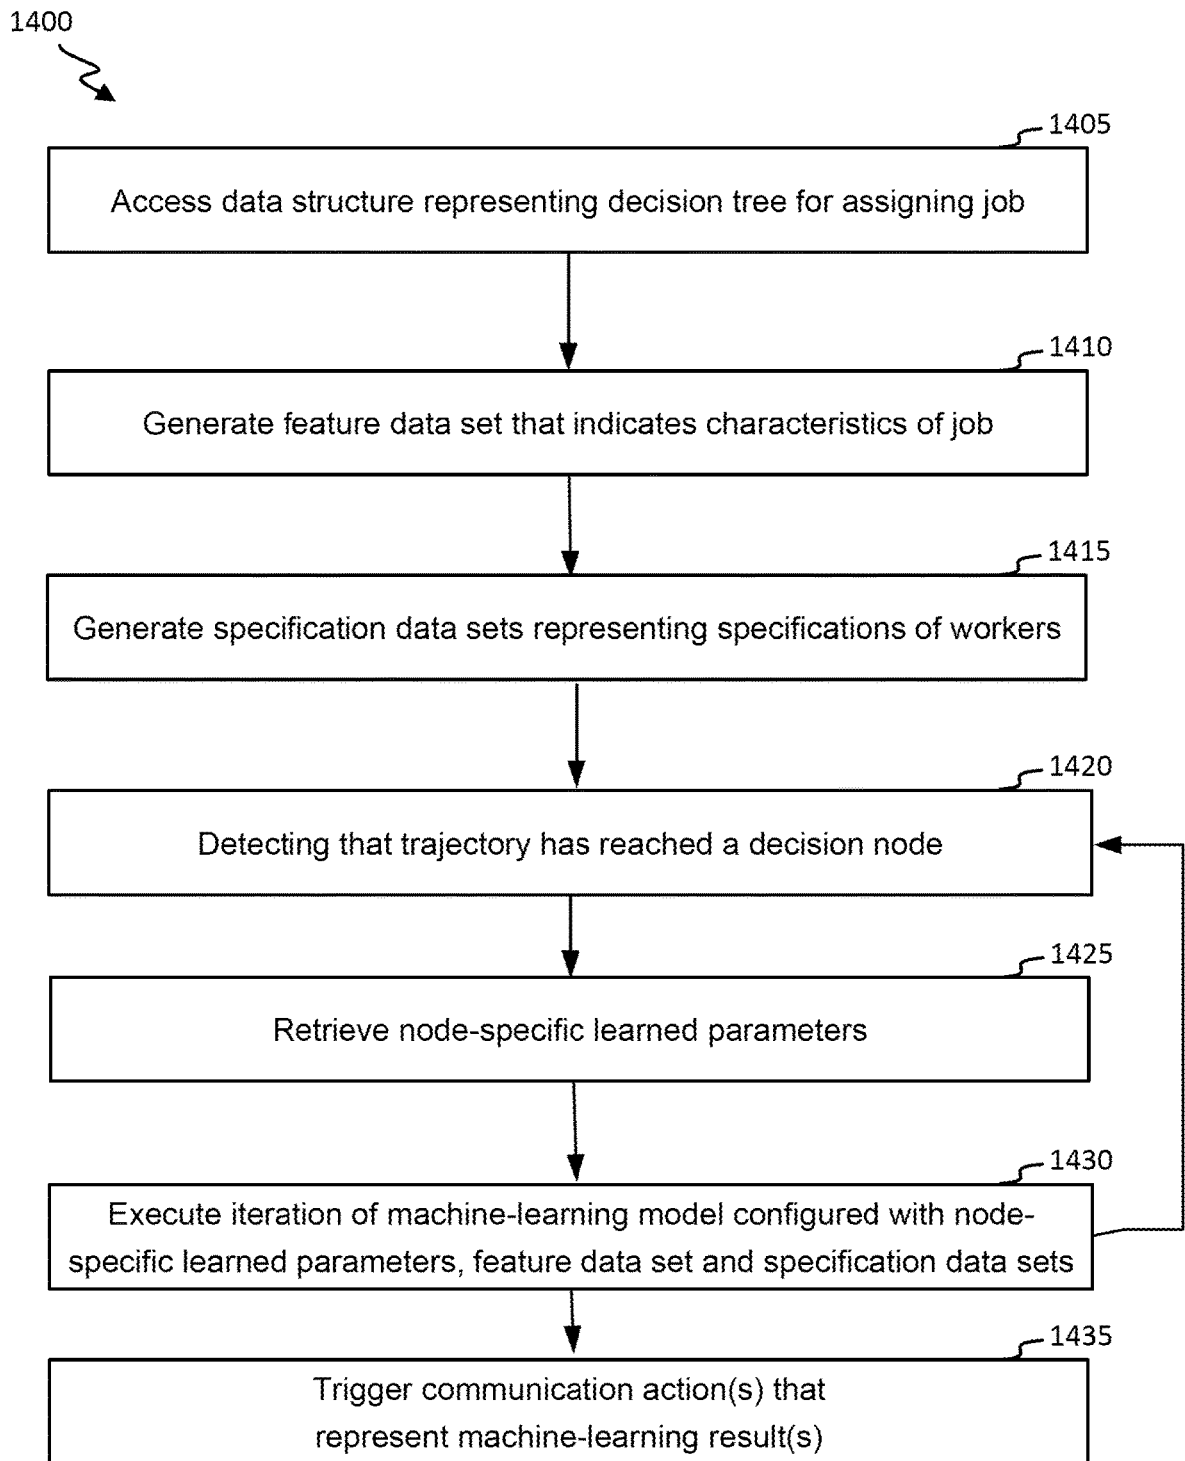 1400
1405
Access data structure representing decision tree for assigning job
1410
Generate feature data set that indicates characteristics of job
1415
Generate specification data sets representing specifications of workers
1420
Detecting that trajectory has reached a decision node
1425
Retrieve node-specific learned parameters
1430
Execute iteration of machine-learning model configured with node-
specific learned parameters, feature data set and specification data sets
1435
Trigger communication action(s) that
represent machine-learning result(s)